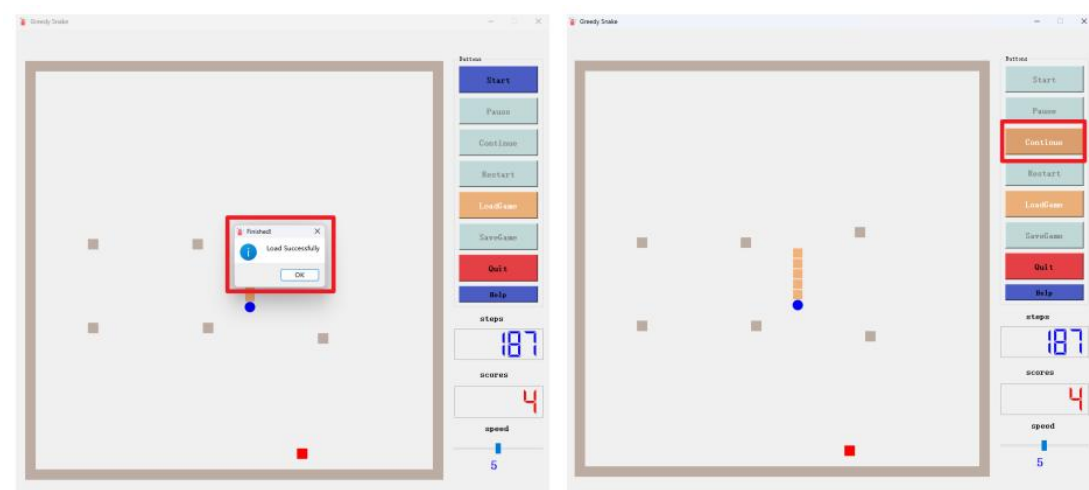 Greedy Snake
Buttons
Start
Pause
Continue
Restart
LoadGame
SaveGame
Quit
Help
steps
187
scores
4
speed
5
Finished!
Load Successfully
OK
Greedy Snake
Buttons
Start
Pause
Continue
Restart
LoadGame
SaveGame
Quit
Help
steps
187
scores
4
speed
5